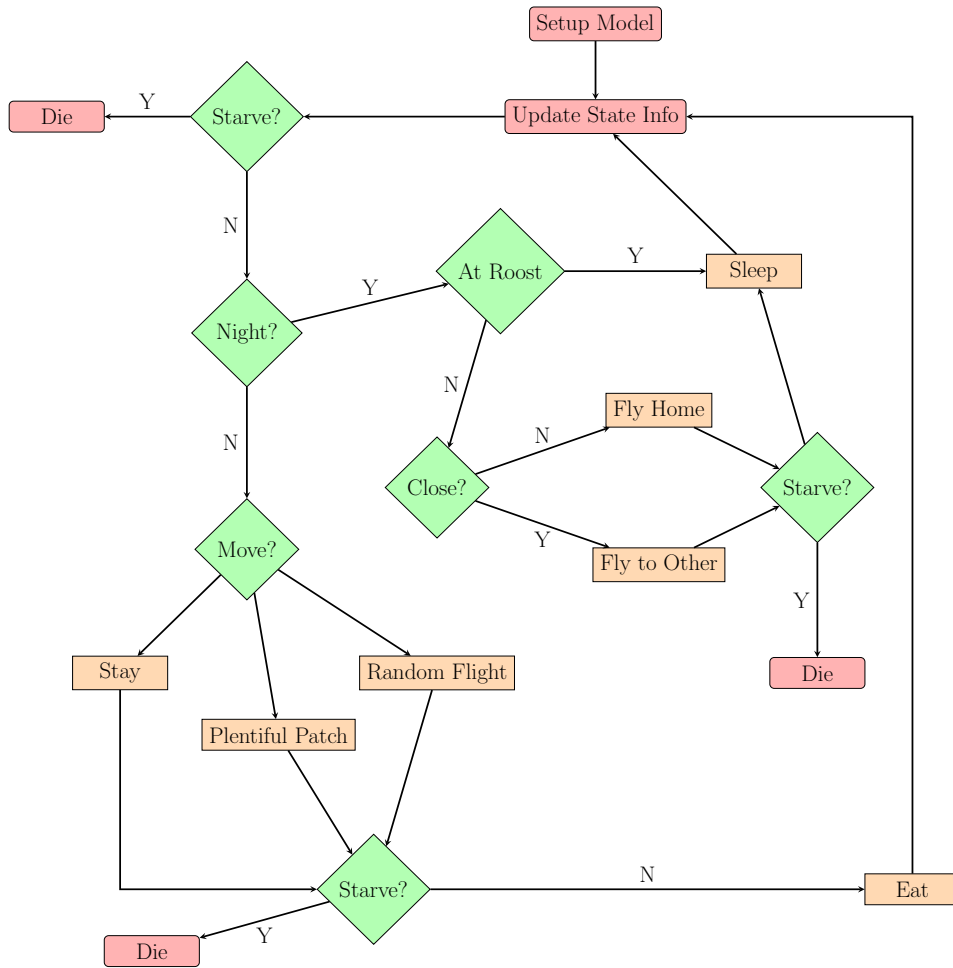 Setup Model
Die
Y
Starve?
Update State Info
N
At Roost
Y
Sleep
Y
Night?
N
Fly Home
N
N
Close?
Starve?
Y
Fly to Other
Move?
Y
Stay
Random Flight
Die
Plentiful Patch
N
Starve?
Eat
Y
Die